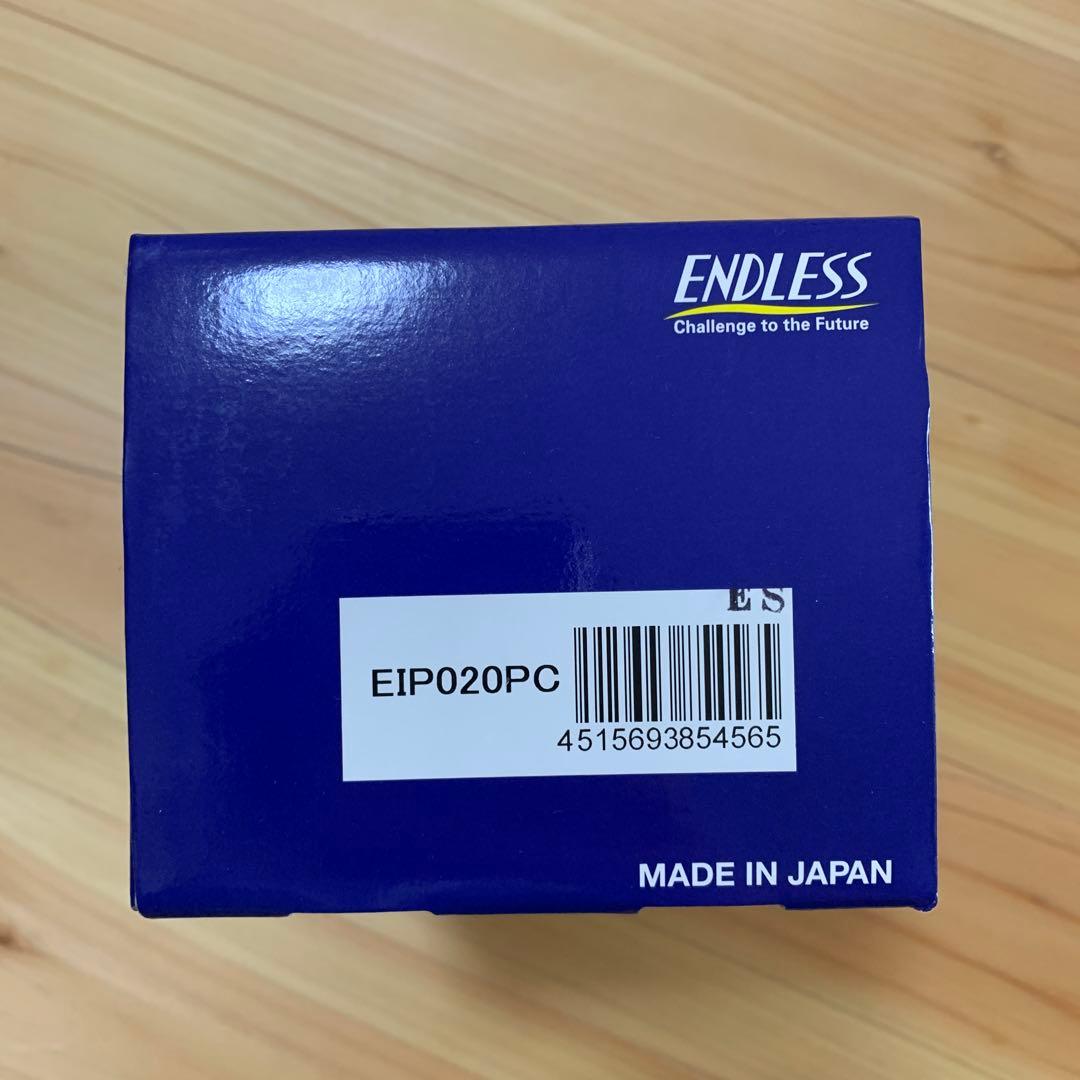 ENDLESS
Challenge to the Future
ES
EIP020PC
4515693854565
MADE IN JAPAN